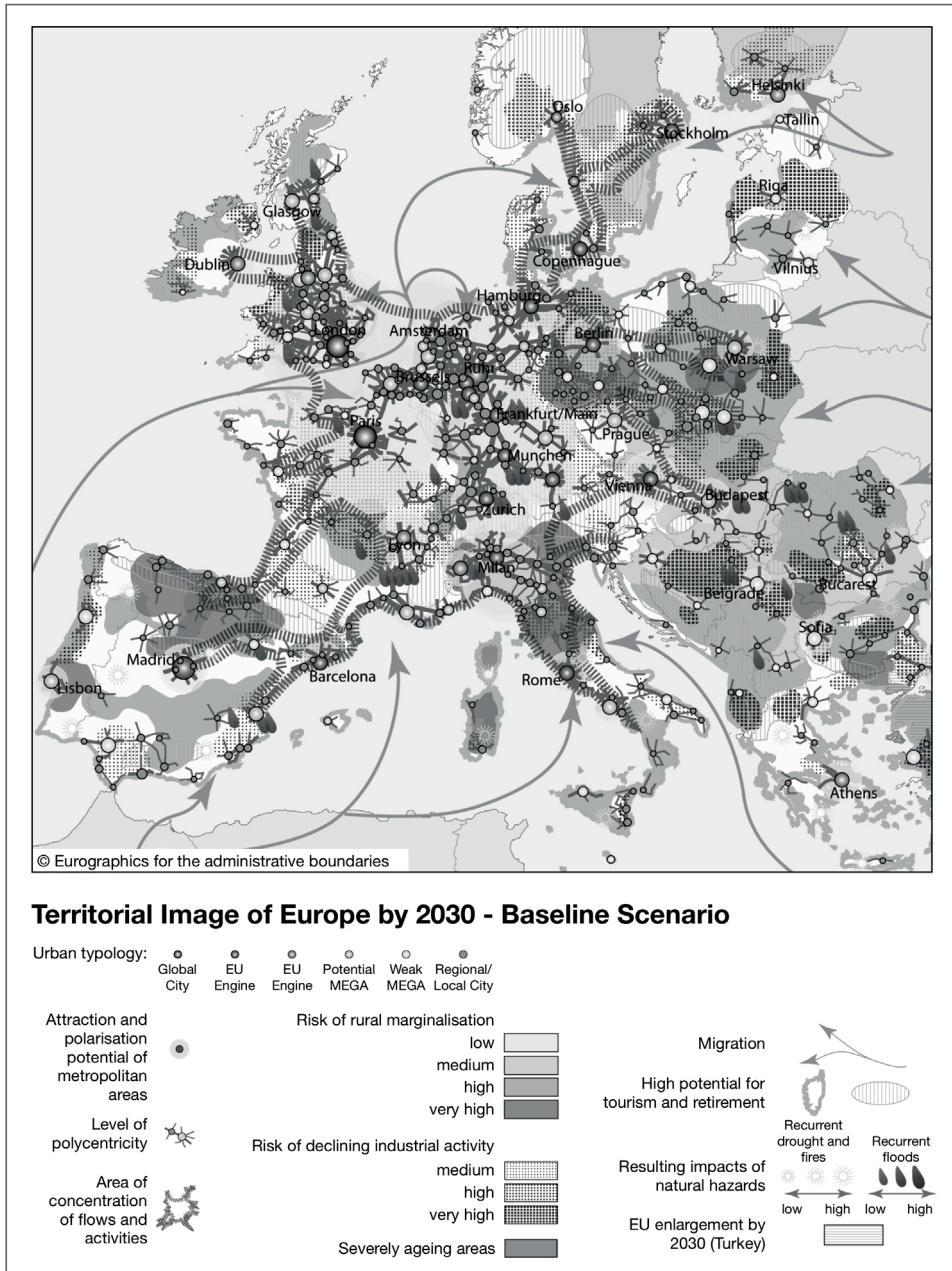 Oslo
Helsinki
Tallin
Stockholm
Riga
Glasgow
Vilnius
Dublin
Copenhague
Hamburg
London
Amsterdam
Berlin
Warsaw
Brussels
Ruhr
Paris
Frankfurt/Main
Prague
Munchen
Vienna
Budapest
Zurich
Lyon
Milan
Belgrade
Bucarest
Sofia
Madrid
Barcelona
Rome
Lisbon
Athens
© Eurographics for the administrative boundaries
Territorial Image of Europe by 2030 - Baseline Scenario
Urban typology:
Global
City
EU
Engine
EU
Engine
Potential
MEGA
Weak
MEGA
Regional/
Local City
Attraction and
polarisation
potential of
metropolitan
areas
Level of
polycentricity
Area of
concentration
of flows and
activities
Risk of rural marginalisation
low
medium
high
very high
Risk of declining industrial activity
medium
high
very high
Severely ageing areas
Migration
High potential for
tourism and retirement
Recurrent
drought and
fires
Recurrent
floods
Resulting impacts of
natural hazards
low high low high
EU enlargement by
2030 (Turkey)